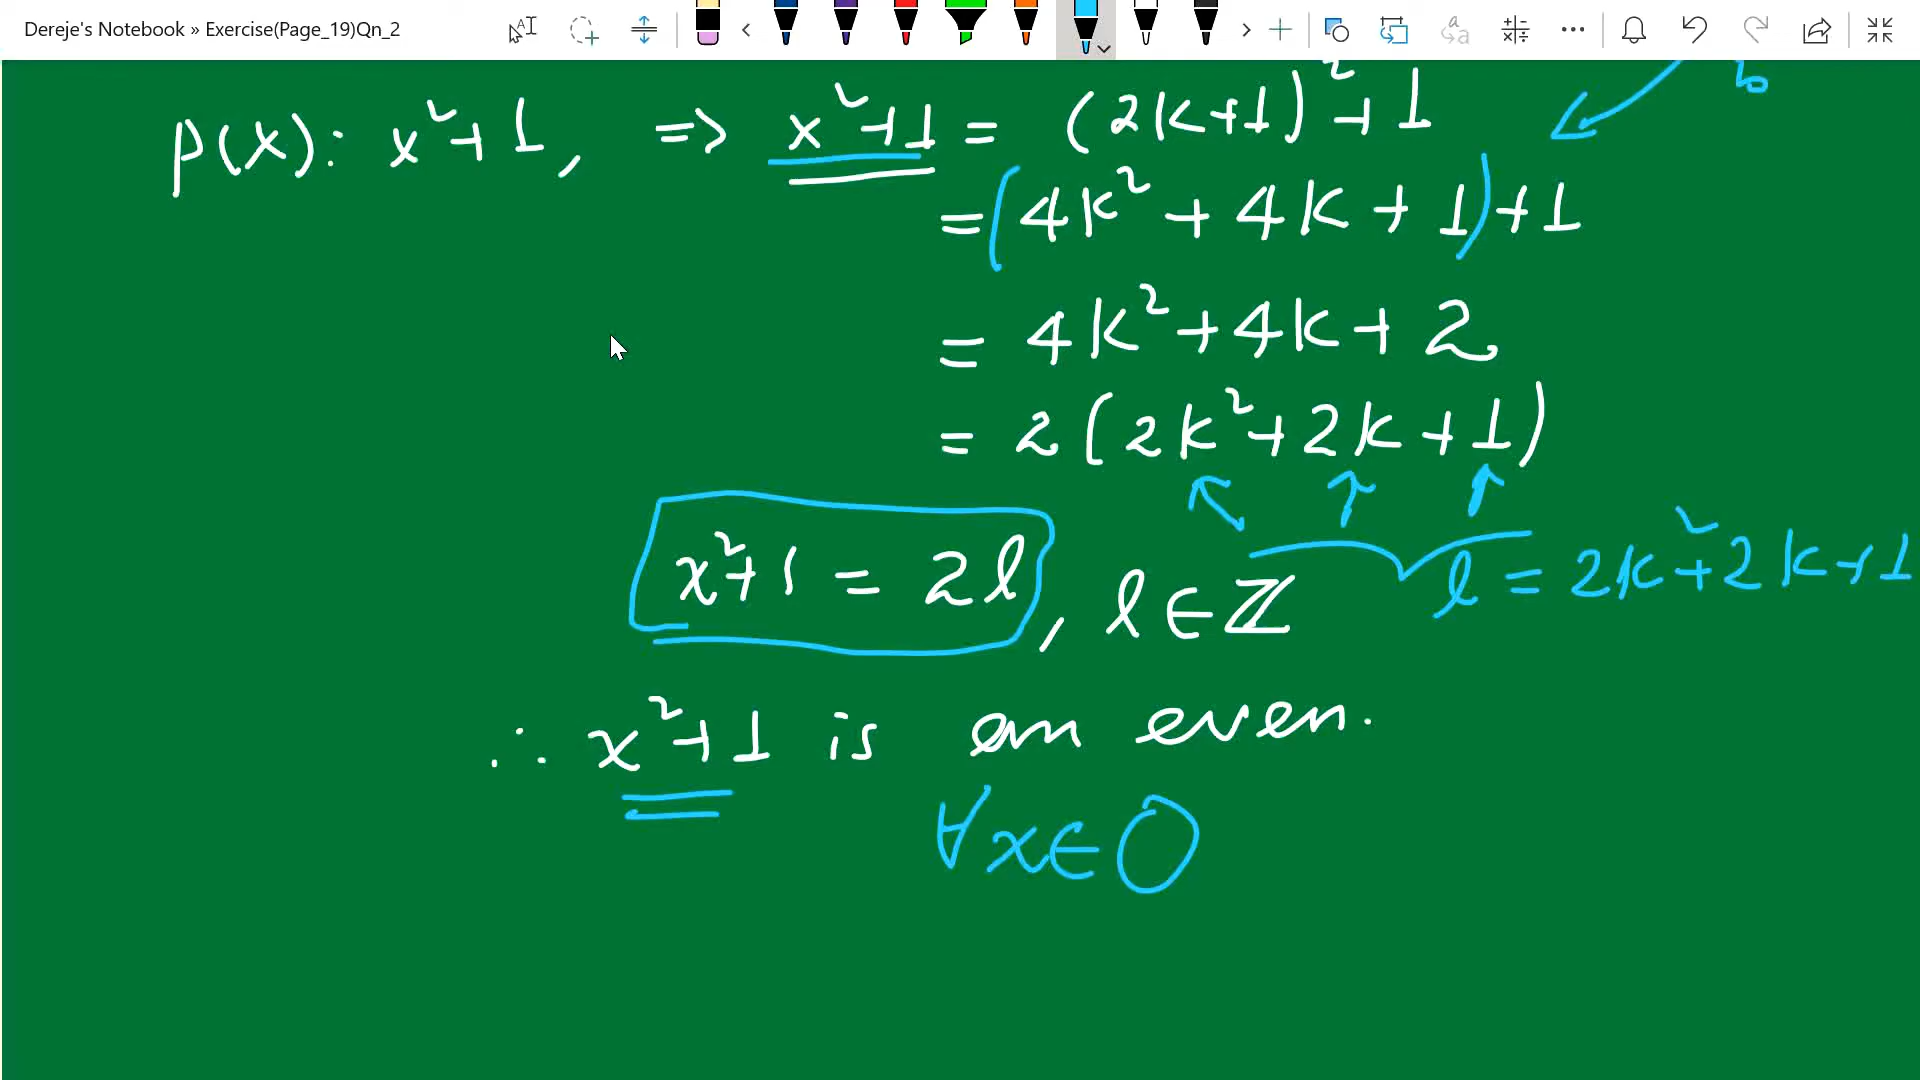 Dereje's Notebook » Exercise(Page_19)Qn_2
P(x): x²+1, => x²+1 = (2k+1)²+1
= (4k² + 4k + 1) + 1
= 4k² + 4k + 2
= 2(2k²+2k+1)
x²+1 = 2l, l ∈ ℤ l = 2k²+2k+1
∴ x²+1 is an even.
∀x∈O